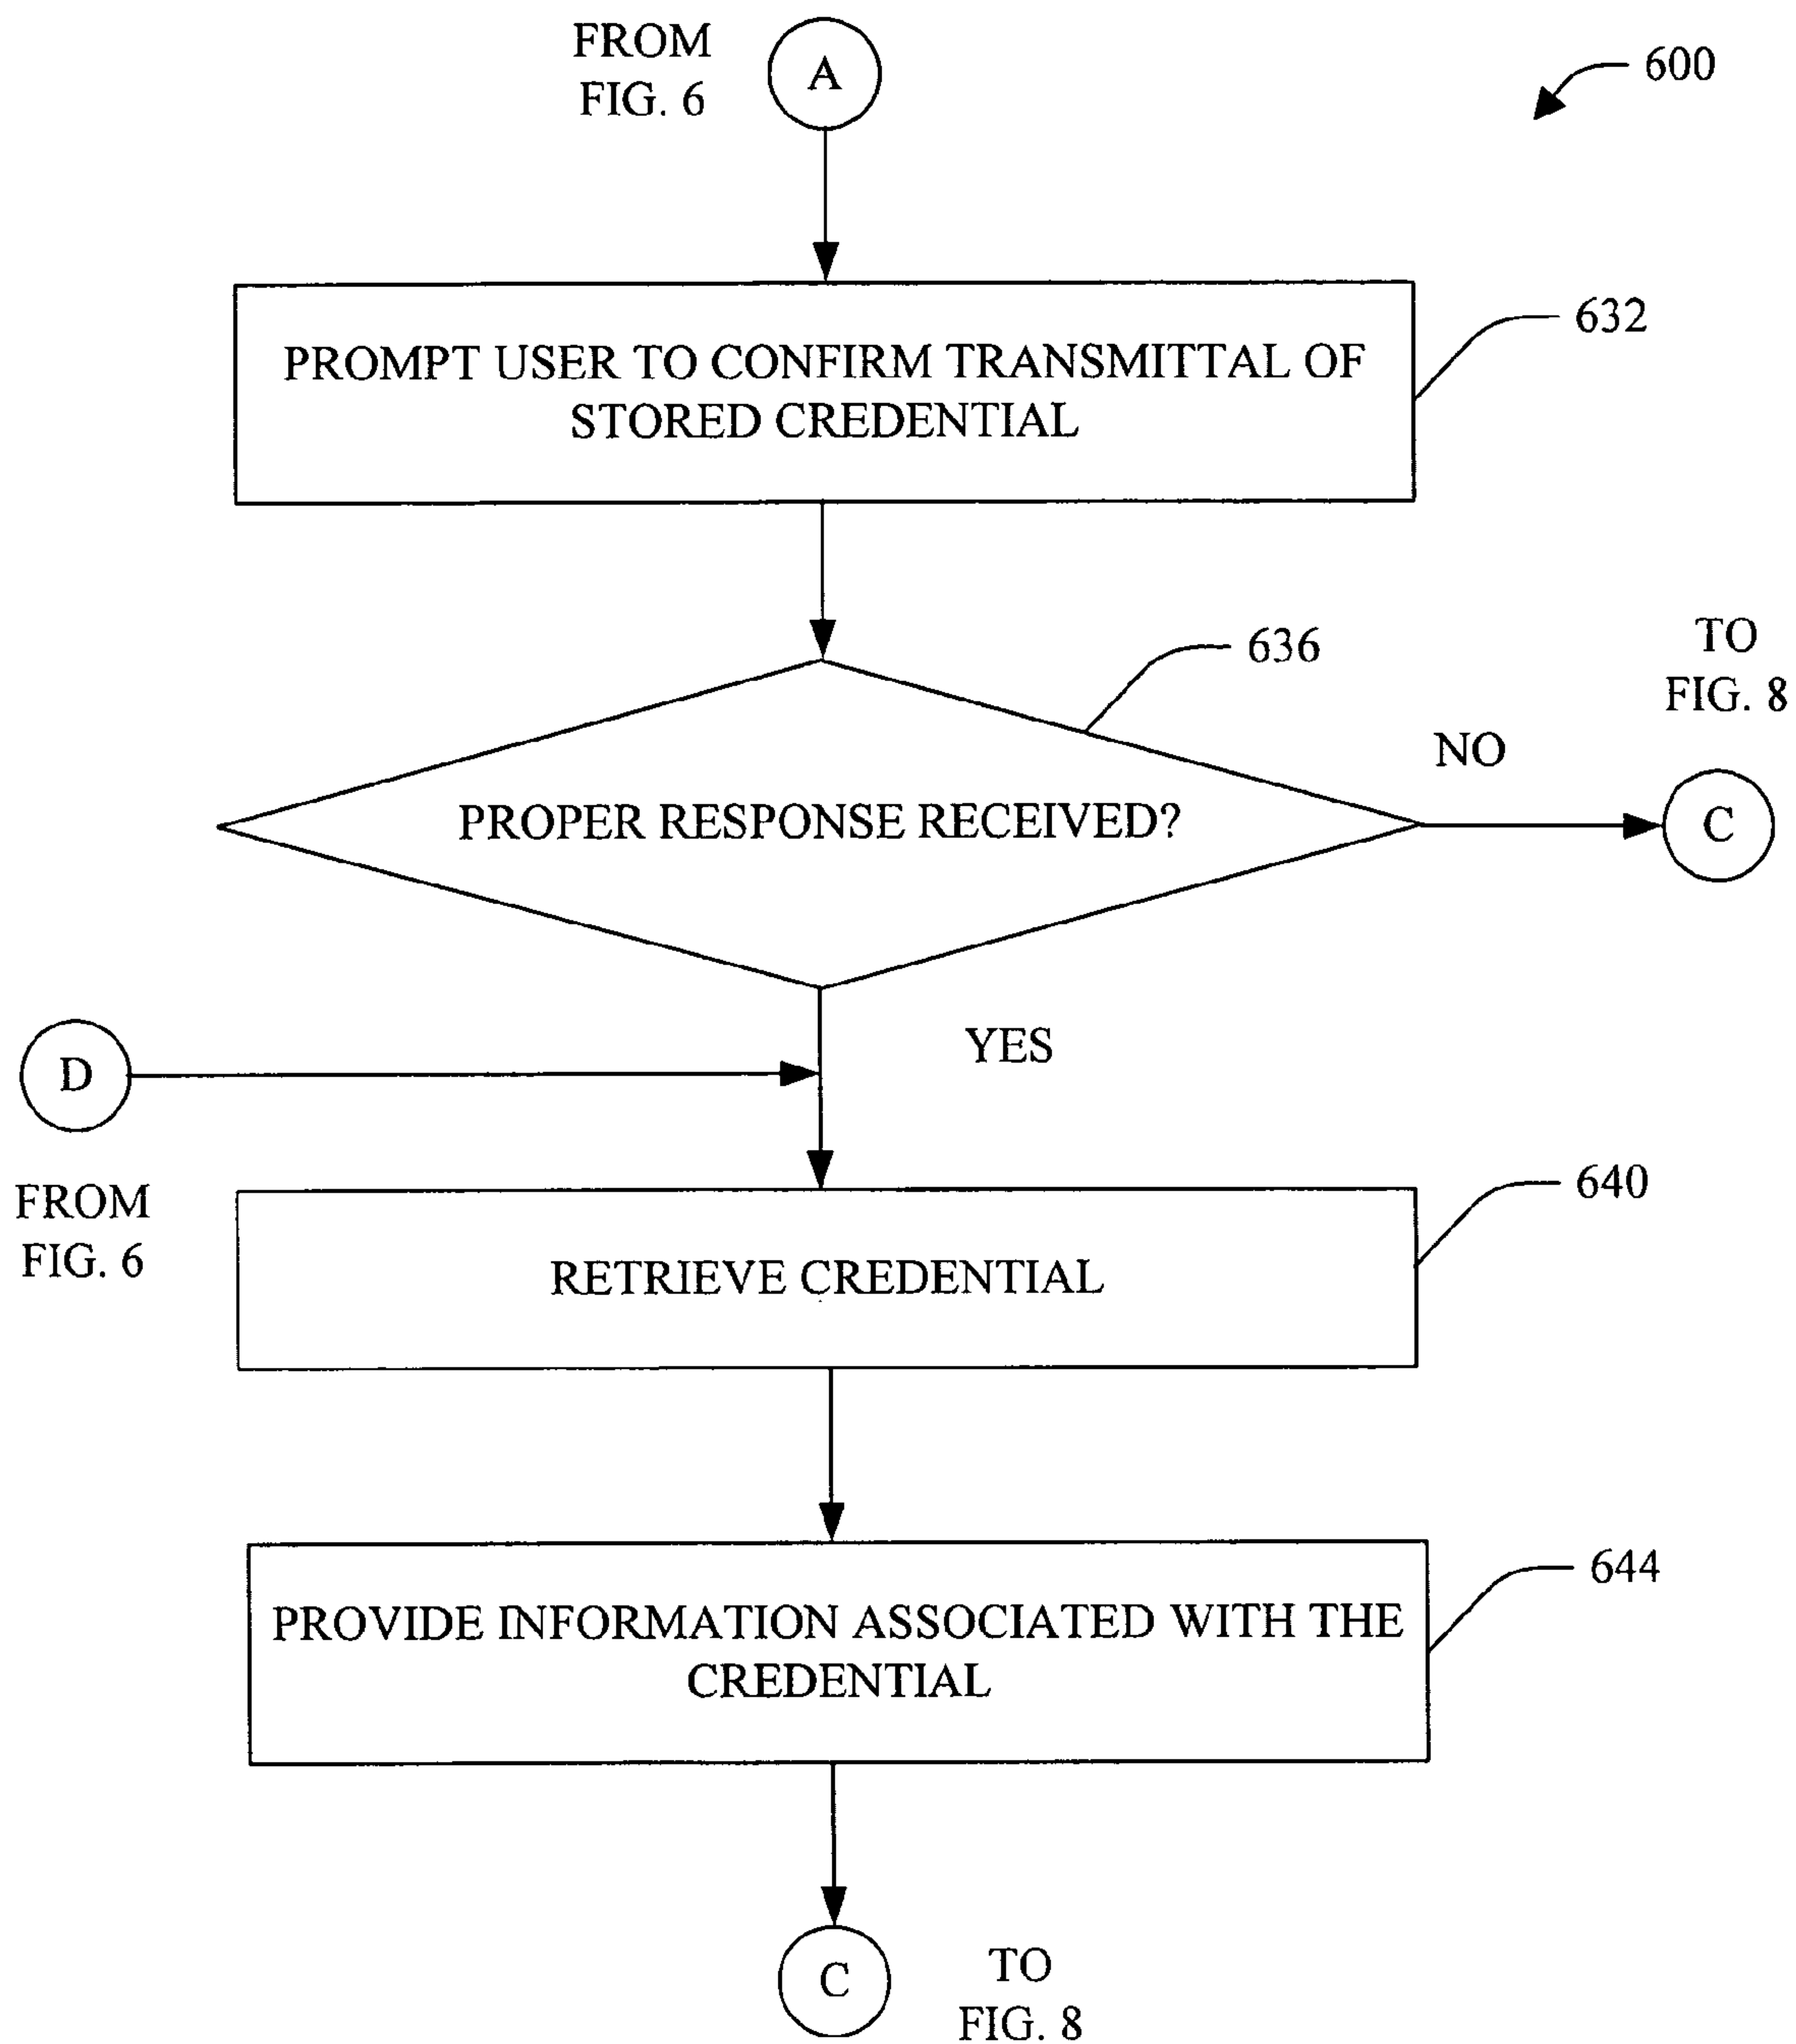 FROM
FIG. 6
A
600
PROMPT USER TO CONFIRM TRANSMITTAL OF
STORED CREDENTIAL
632
636
TO
FIG. 8
NO
PROPER RESPONSE RECEIVED?
C
YES
D
FROM
FIG. 6
640
RETRIEVE CREDENTIAL
644
PROVIDE INFORMATION ASSOCIATED WITH THE
CREDENTIAL
C
TO
FIG. 8